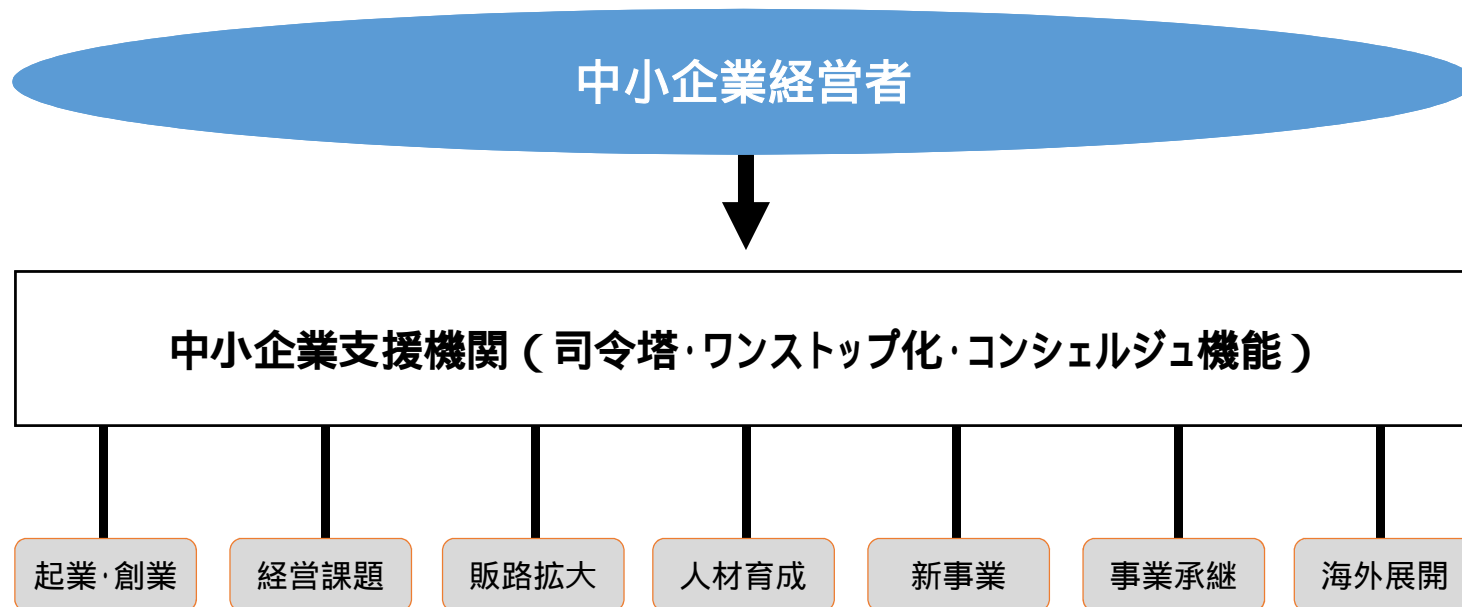 中小企業経営者
中小企業支援機関（司令塔･ワンストップ化･コンシェルジュ機能）
起業･創業
経営課題
販路拡大
人材育成
新事業
事業承継
海外展開